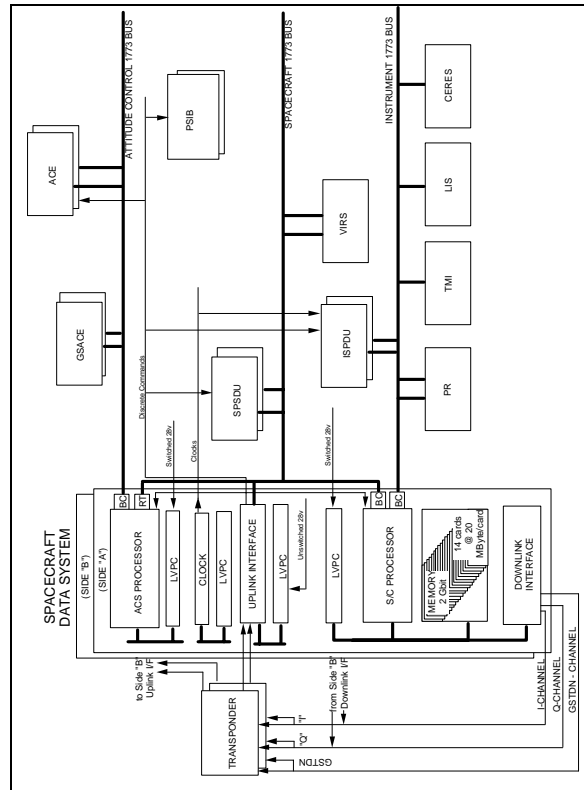 SPACECRAFT
DATA SYSTEM
(SIDE "B")
(SIDE "A")
ACS PROCESSOR
BC
RT
LVPC
CLOCK
LVPC
UPLINK INTERFACE
LVPC
LVPC
S/C PROCESSOR
BC
BC
MEMORY
2 Gbit
14 cards
@ 20
MByte/card
DOWNLINK
INTERFACE
TRANSPONDER
to Side "B"
Uplink I/F
from Side "B"
Downlink I/F
"I"
"Q"
GSTDN
I-CHANNEL
Q-CHANNEL
GSTDN - CHANNEL
Discrete Commands
Switched 28v
Clocks
Unswitched 28v
Switched 28v
GSACE
ACE
ATTITUDE CONTROL 1773 BUS
PSIB
SPSDU
SPACECRAFT 1773 BUS
VIRS
ISPDU
INSTRUMENT 1773 BUS
PR
TMI
LIS
CERES